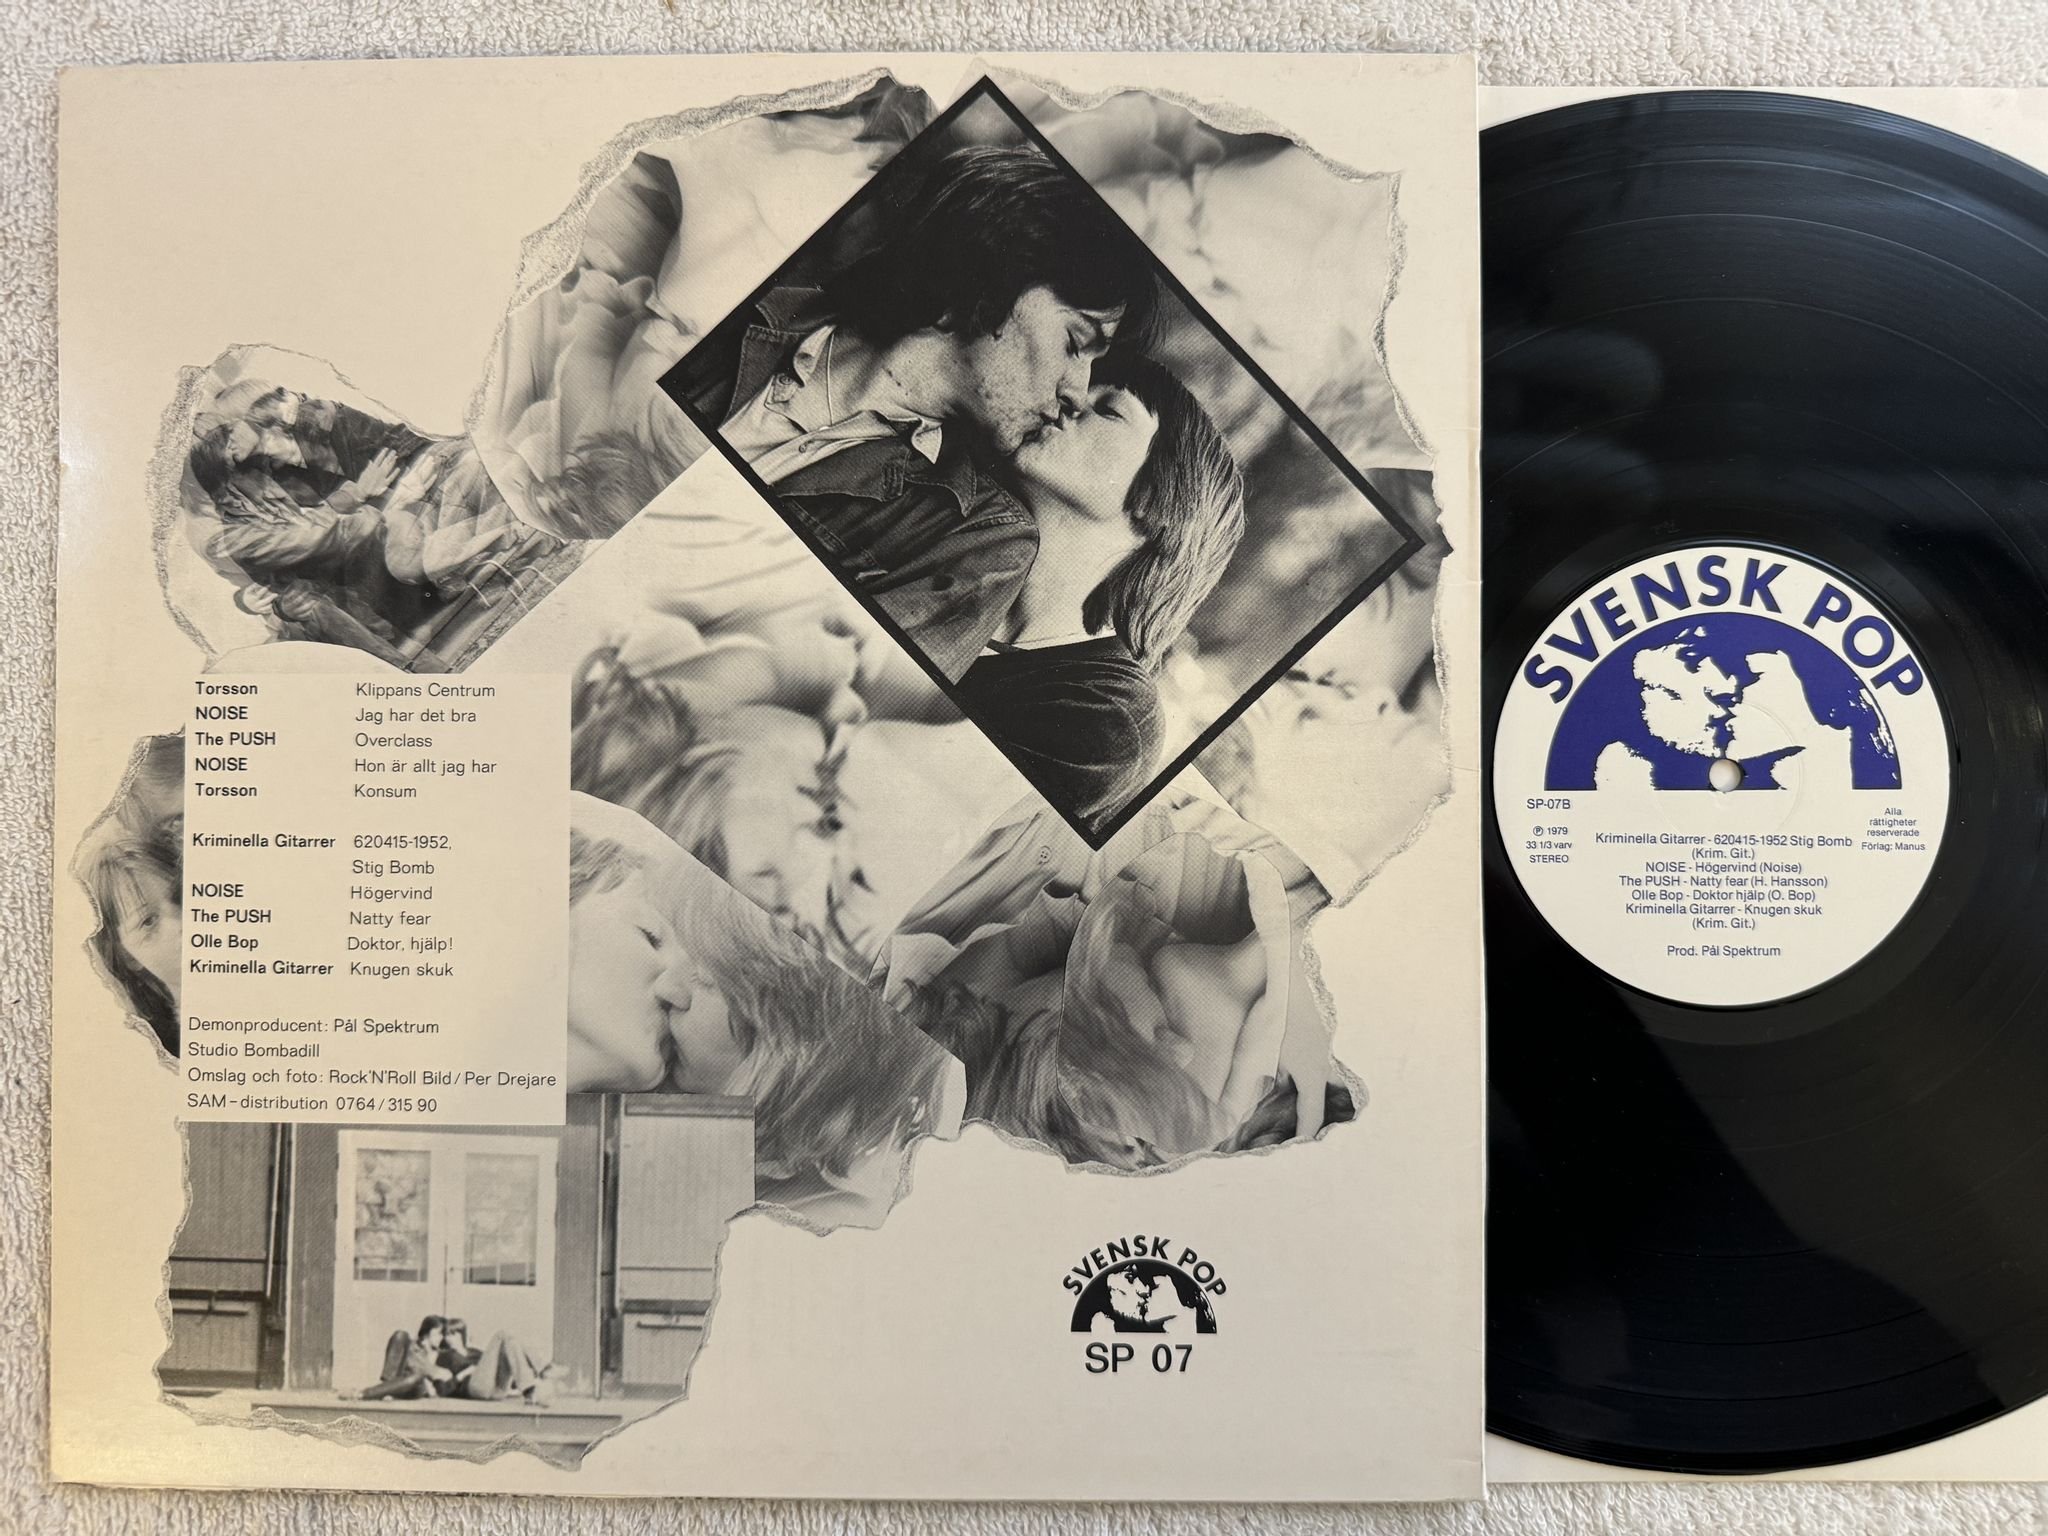 Torsson Klippans Centrum
NOISE Jag har det bra
The PUSH Overclass
NOISE Hon är allt jag har
Torsson Konsum
Kriminella Gitarrer 620415-1952,
Stig Bomb
NOISE Högervind
The PUSH Natty fear
Olle Bop Doktor, hjälp!
Kriminella Gitarrer Knugen skuk
Demonproducent: Pål Spektrum
Studio Bombadill
Omslag och foto: Rock'N'Roll Bild/Per Drejare
SAM-distribution 0764/315 90
SVENSK POP
SP 07
SVENSK POP
SP-07B
℗ 1979
33 1/3 varv
STEREO
Alla
rättigheter
reserverade
Förlag: Manus
Kriminella Gitarrer - 620415-1952 Stig Bomb
(Krim. Git.)
NOISE - Högervind (Noise)
The PUSH - Natty fear (H. Hansson)
Olle Bop - Doktor hjälp (O. Bop)
Kriminella Gitarrer - Knugen skuk
(Krim. Git.)
Prod. Pål Spektrum